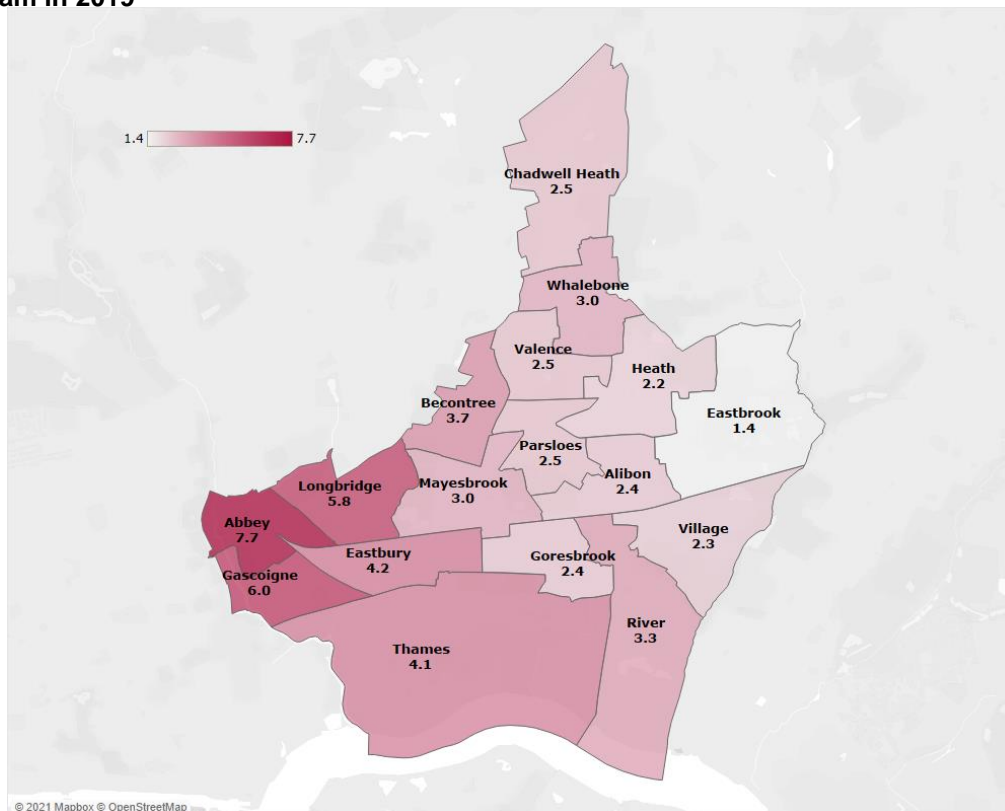 am in 2019
1.4
7.7
Chadwell Heath
2.5
Whalebone
3.0
Valence
2.5
Heath
2.2
Becontree
3.7
Eastbrook
1.4
Parsloes
2.5
Alibon
2.4
Longbridge
5.8
Mayesbrook
3.0
Abbey
7.7
Village
2.3
Eastbury
4.2
Goresbrook
2.4
Gascoigne
6.0
River
3.3
Thames
4.1
© 2021 Mapbox © OpenStreetMap